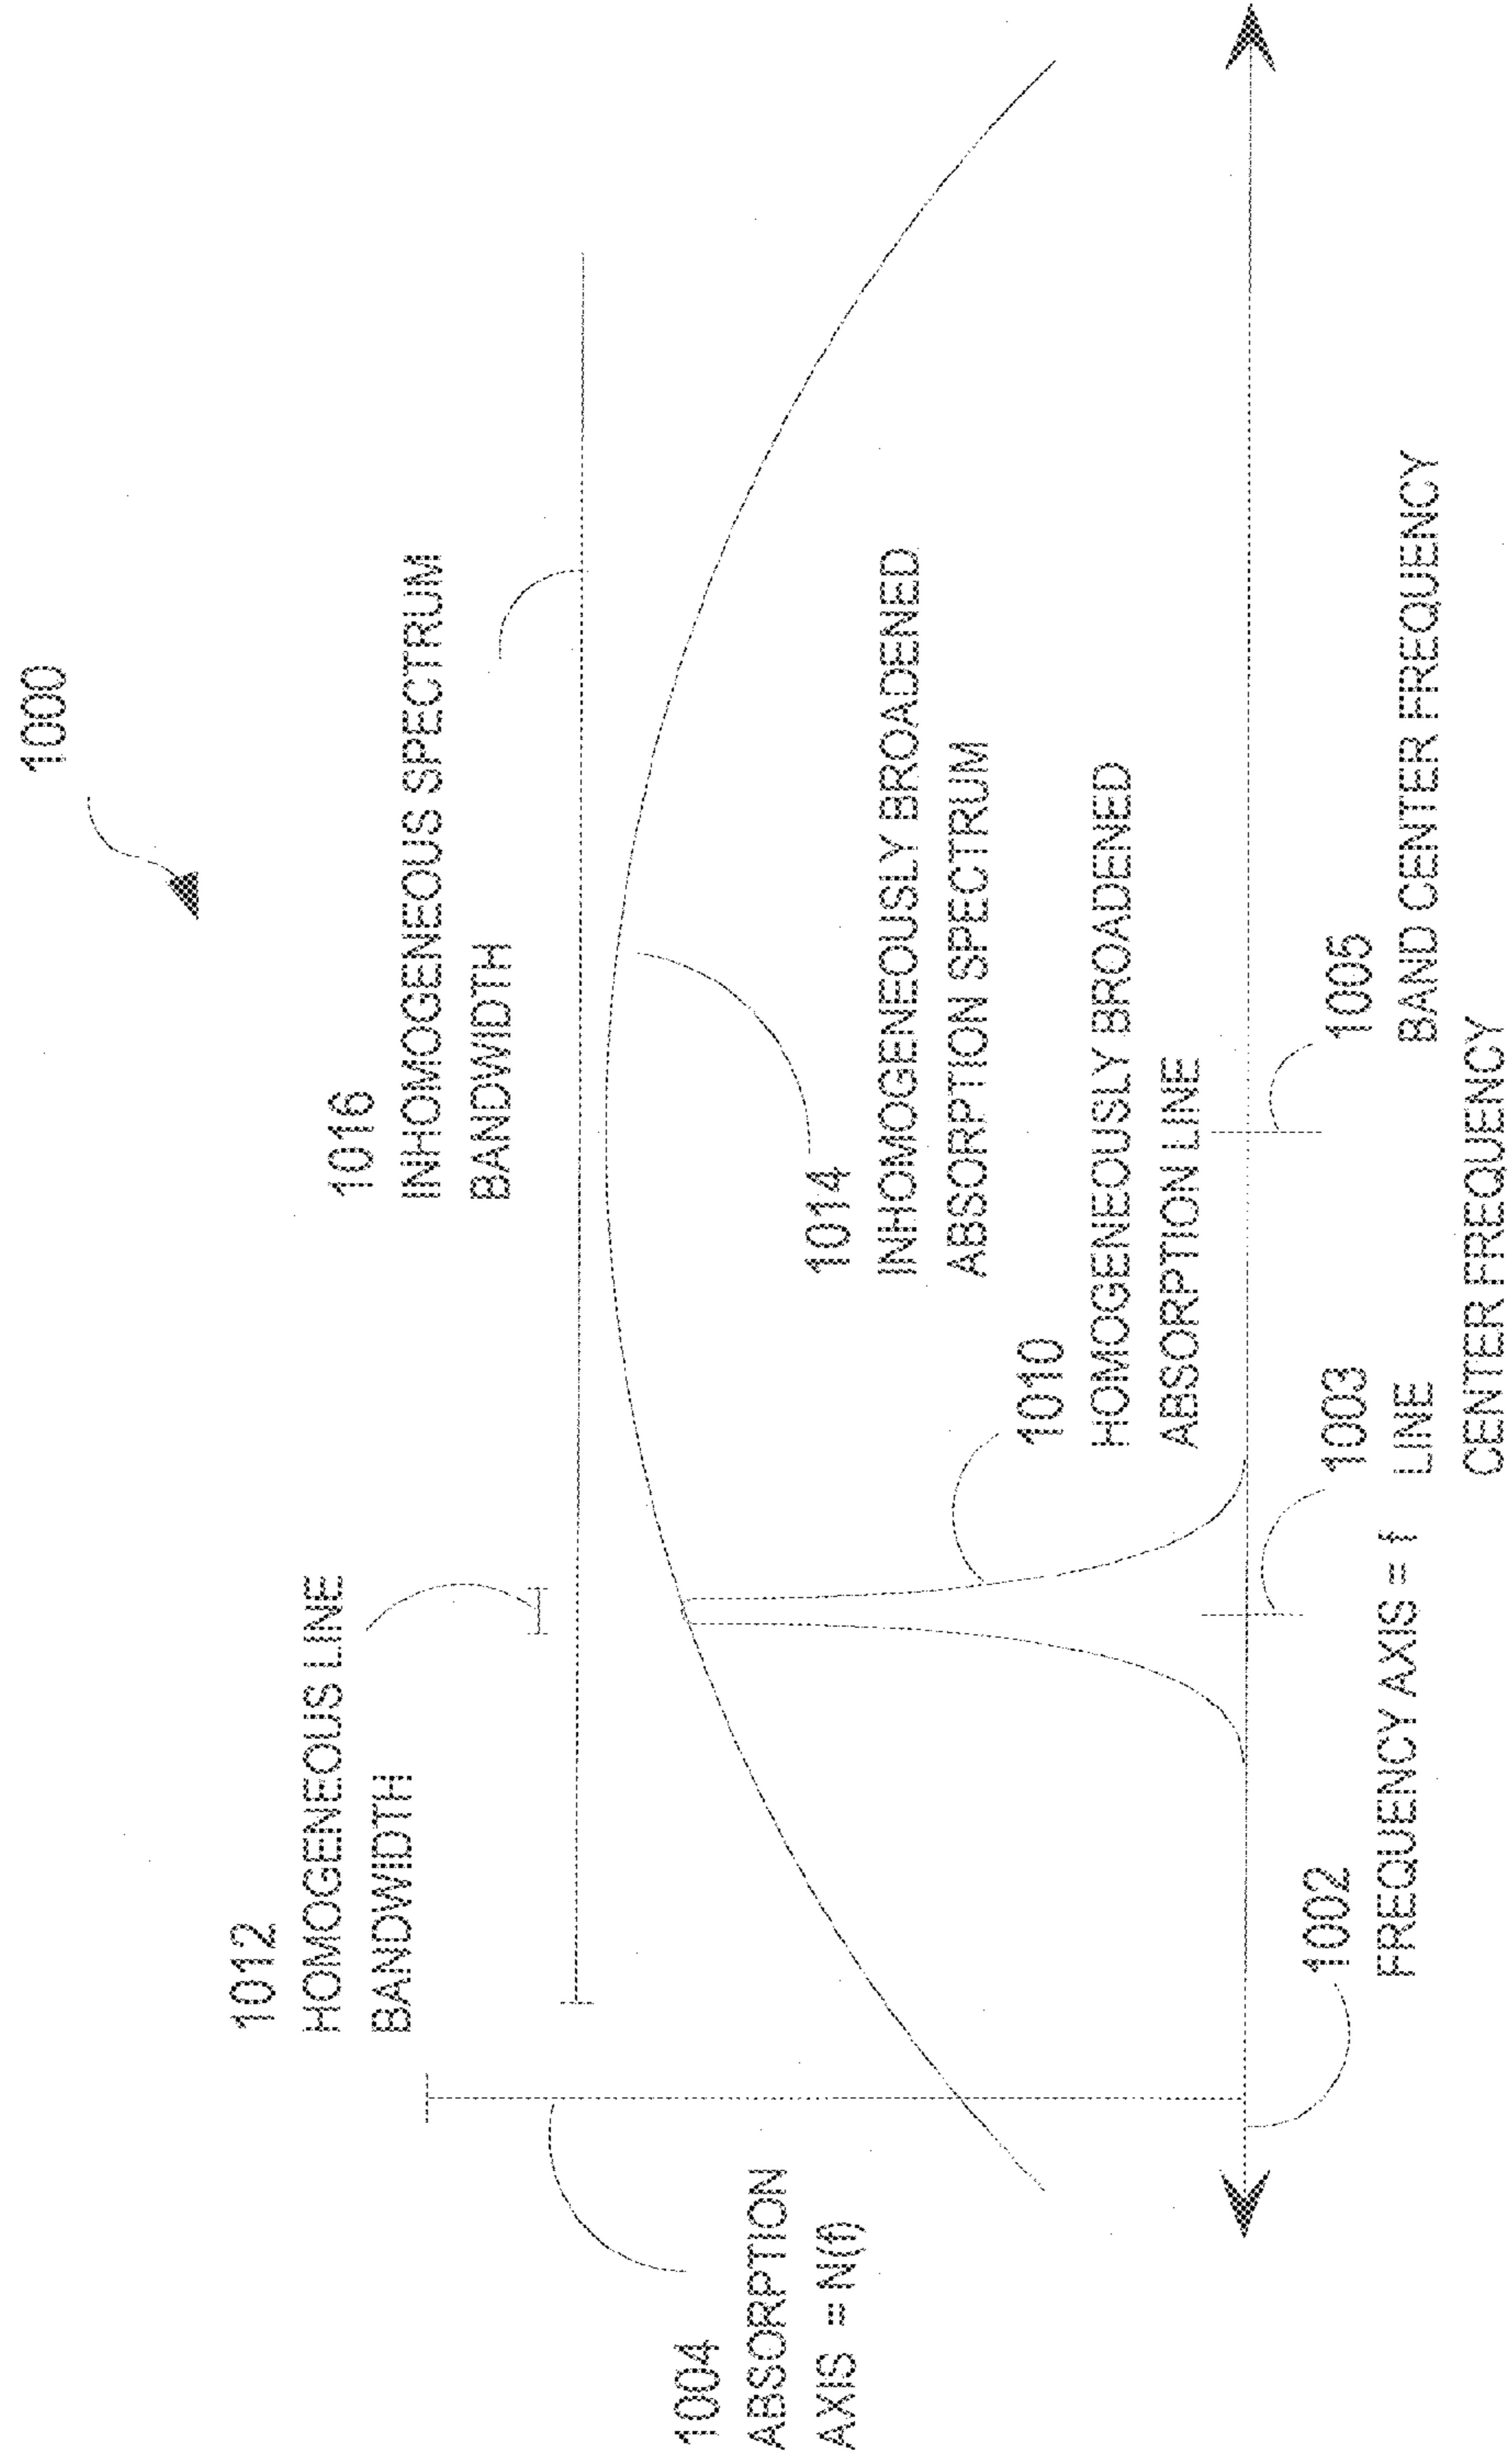 1000
1012
HOMOGENEOUS LINE
BANDWIDTH
1016
INHOMOGENEOUS SPECTRUM
BANDWIDTH
1004
ABSORPTION
AXIS = N(f)
1014
INHOMOGENEOUSLY BROADENED
ABSORPTION SPECTRUM
1010
HOMOGENEOUSLY BROADENED
ABSORPTION LINE
1002
FREQUENCY AXIS = f
1003
LINE
CENTER FREQUENCY
1005
BAND CENTER FREQUENCY